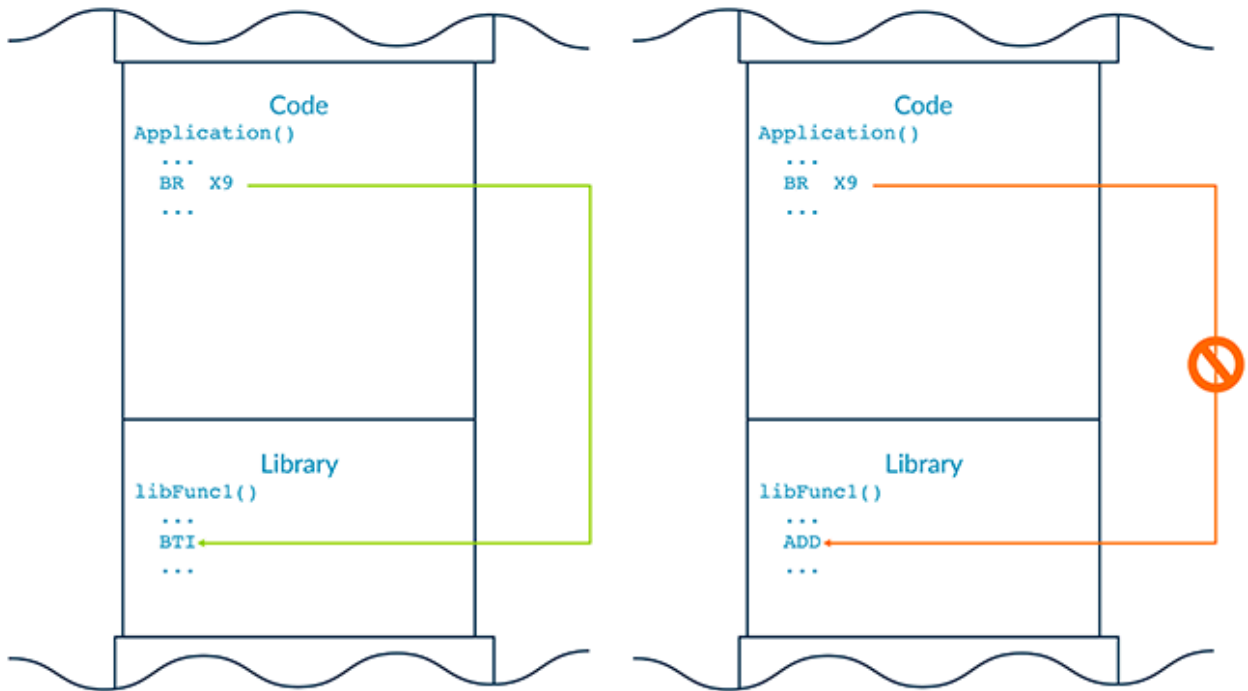 Code
Application()
...
BR X9
...
Library
libFunc1()
...
BTI
...
Code
Application()
...
BR X9
...
Library
libFunc1()
...
ADD
...